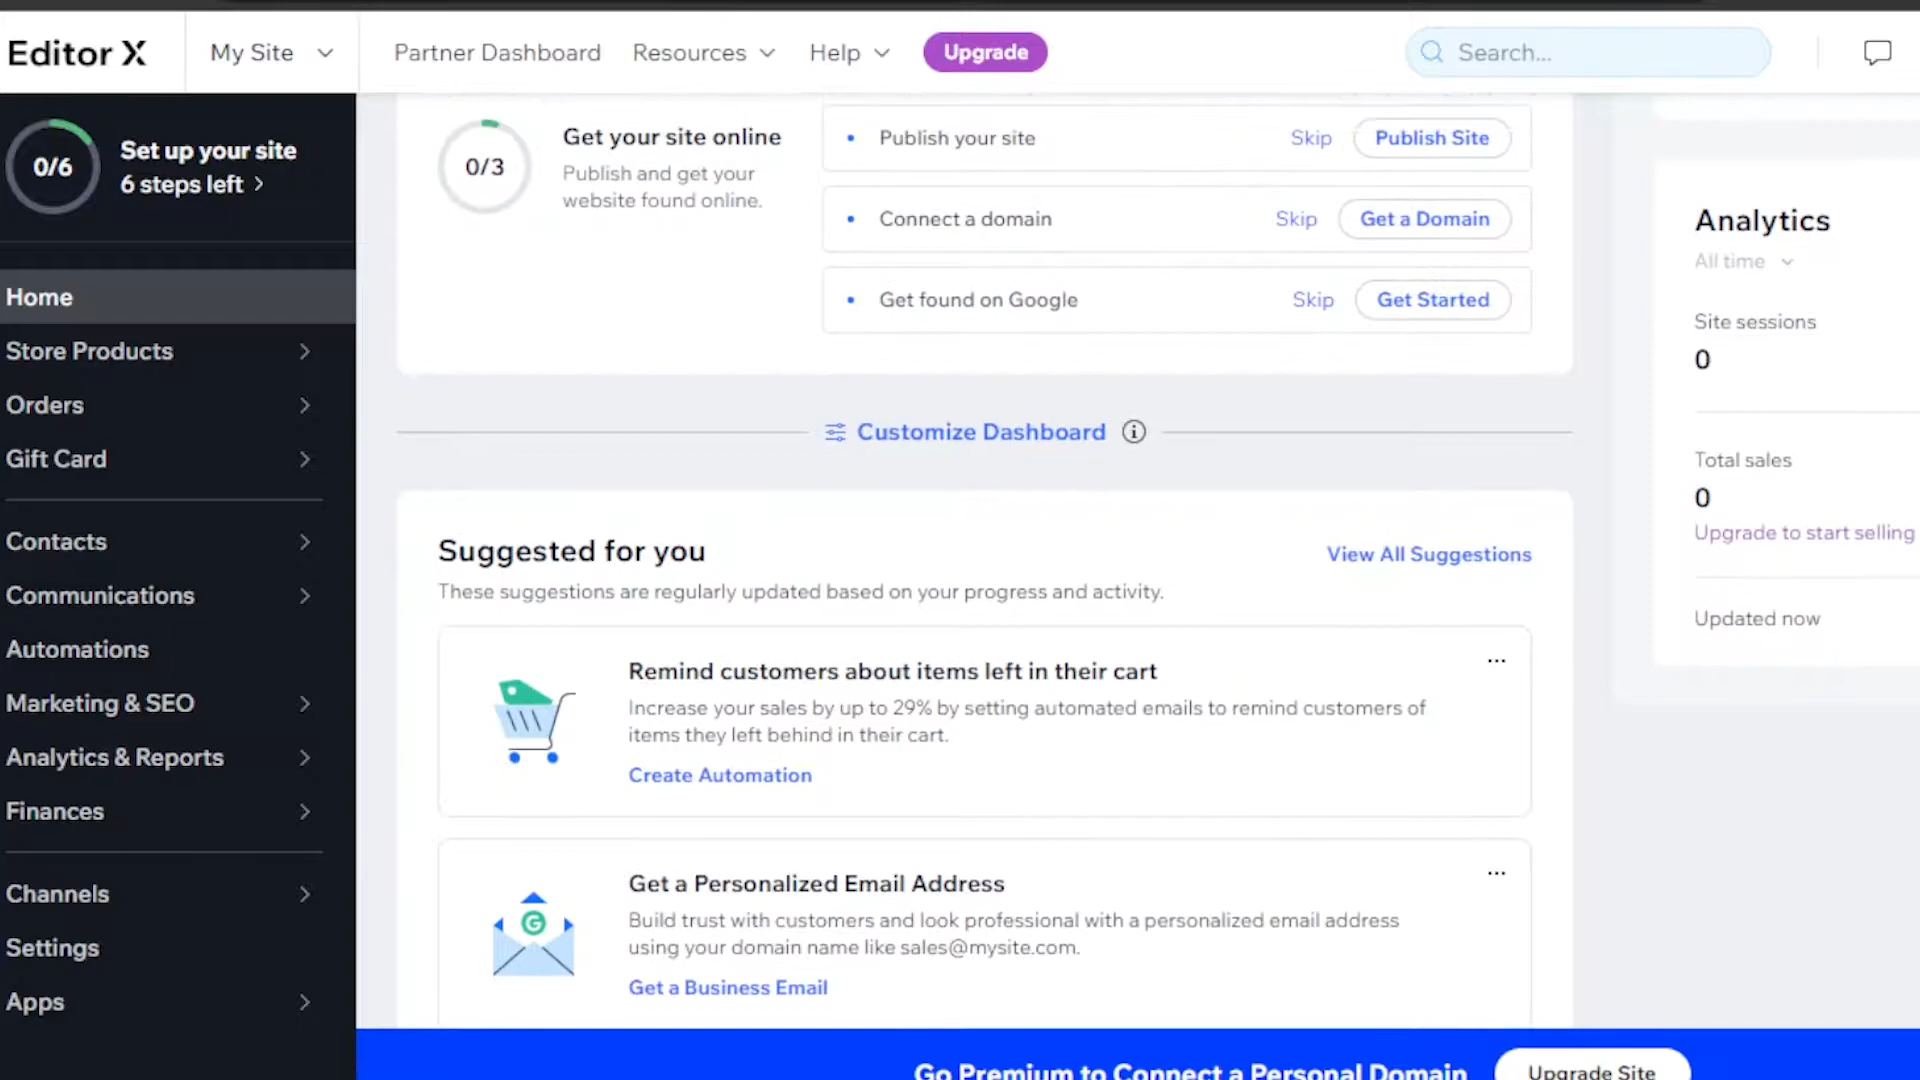 Editor X
My Site
Partner Dashboard
Resources
Help
Upgrade
Search...
0/6
Set up your site
6 steps left
Home
Store Products
Orders
Gift Card
Contacts
Communications
Automations
Marketing & SEO
Analytics & Reports
Finances
Channels
Settings
Apps
0/3
Get your site online
Publish and get your
website found online.
Publish your site
Skip
Publish Site
Connect a domain
Skip
Get a Domain
Get found on Google
Skip
Get Started
Customize Dashboard
Suggested for you
View All Suggestions
These suggestions are regularly updated based on your progress and activity.
Remind customers about items left in their cart
Increase your sales by up to 29% by setting automated emails to remind customers of
items they left behind in their cart.
Create Automation
Get a Personalized Email Address
Build trust with customers and look professional with a personalized email address
using your domain name like sales@mysite.com.
Get a Business Email
Analytics
All time
Site sessions
0
Total sales
0
Upgrade to start selling
Updated now
Go Premium to Connect a Personal Domain
Upgrade Site